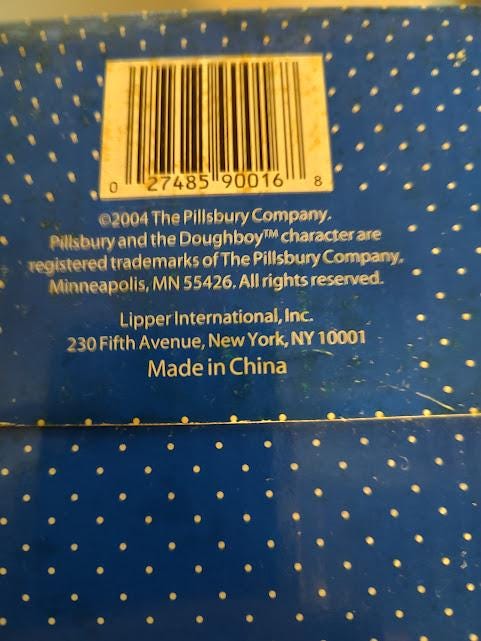 0 27485 90016 8
©2004 The Pillsbury Company.
Pillsbury and the Doughboy™ character are
registered trademarks of The Pillsbury Company,
Minneapolis, MN 55426. All rights reserved.
Lipper International, Inc.
230 Fifth Avenue, New York, NY 10001
Made in China